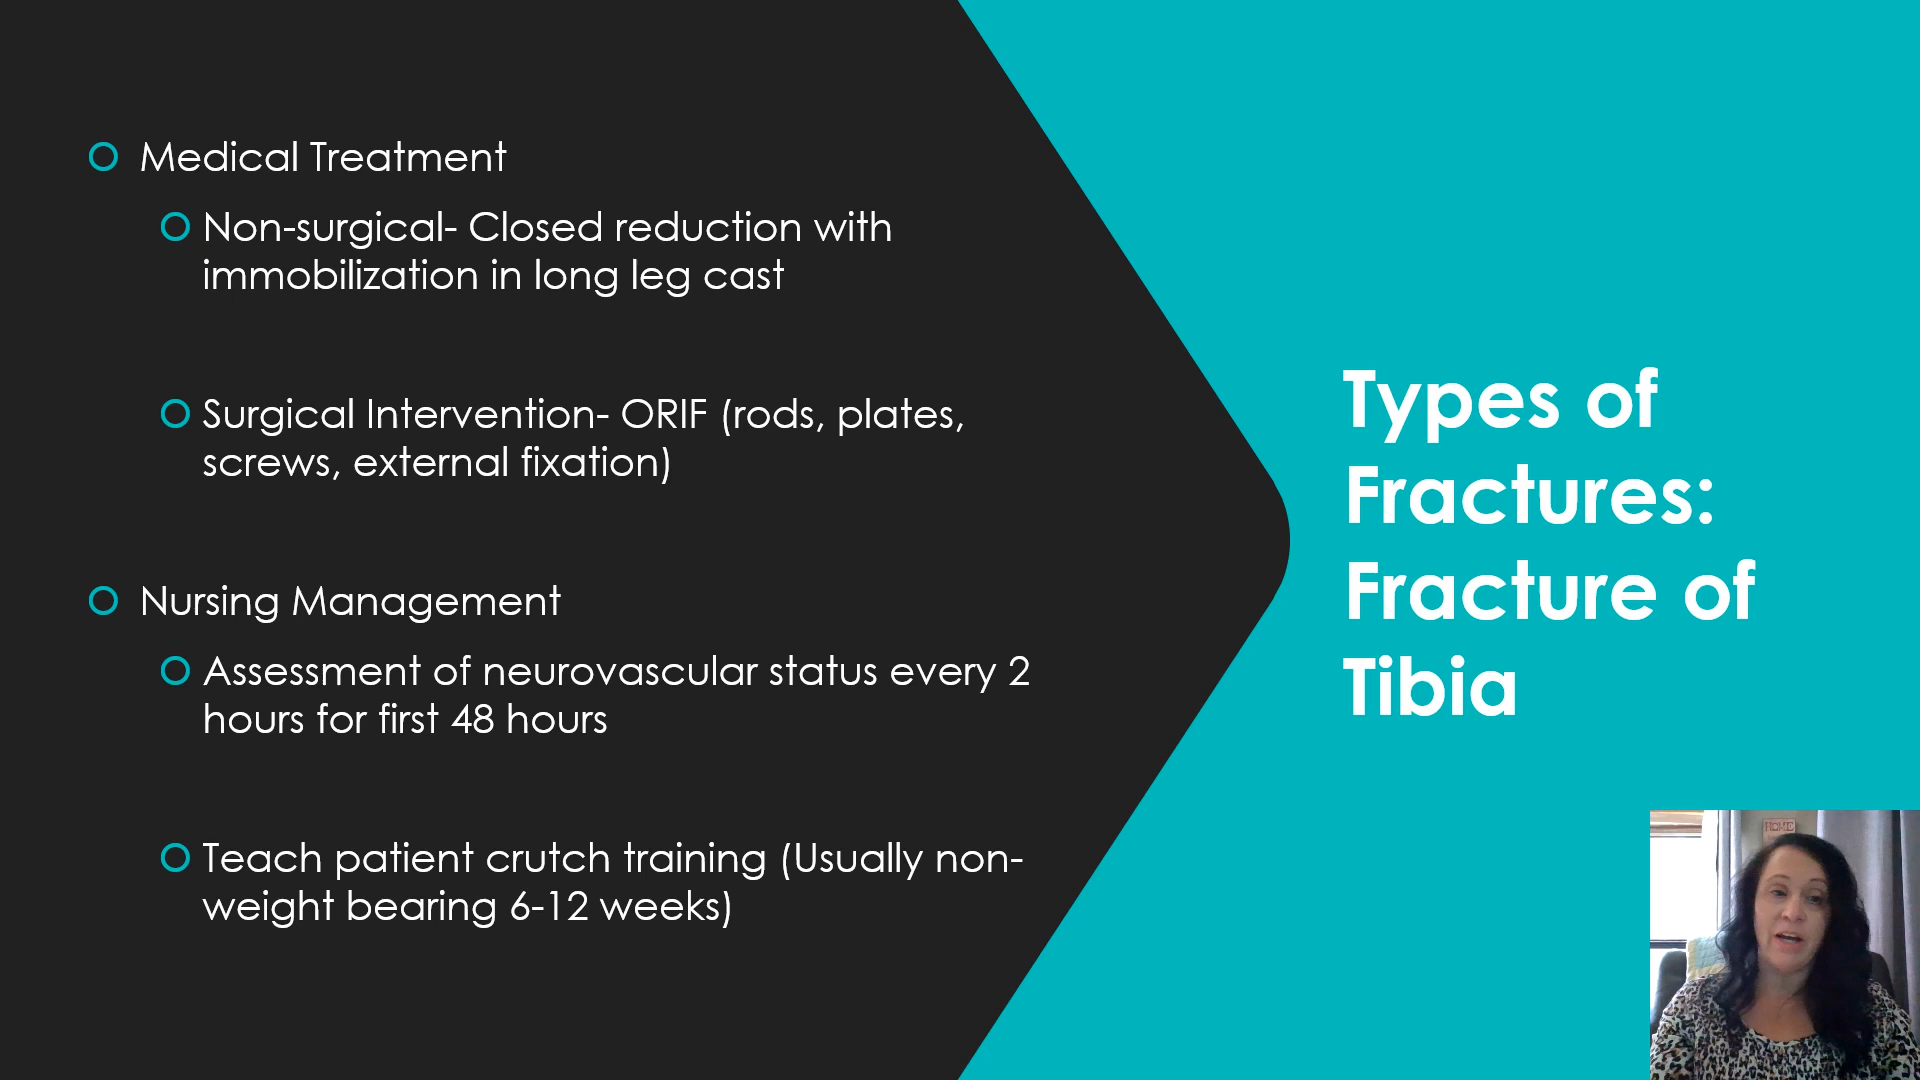 Medical Treatment
Non-surgical- Closed reduction with
immobilization in long leg cast
Surgical Intervention- ORIF (rods, plates,
screws, external fixation)
Nursing Management
Assessment of neurovascular status every 2
hours for first 48 hours
Teach patient crutch training (Usually non-
weight bearing 6-12 weeks)
Types of
Fractures:
Fracture of
Tibia
HOME